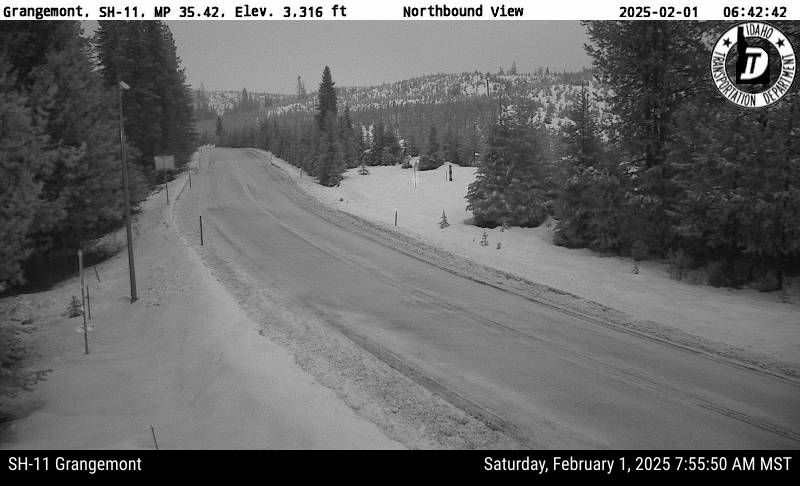 Grangemont, SH-11, MP 35.42, Elev. 3,316 ft Northbound View 2025-02-01 06:42:42
IDAHO
TRANSPORTATION DEPARTMENT
SH-11 Grangemont Saturday, February 1, 2025 7:55:50 AM MST